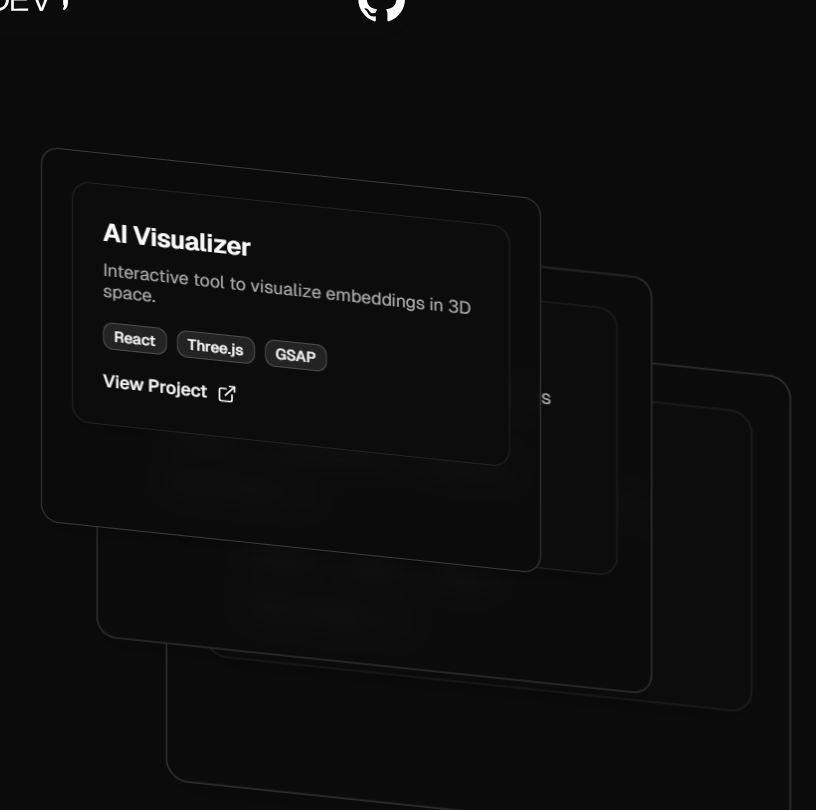 DEV
AI Visualizer
Interactive tool to visualize embeddings in 3D
space.
React
Three.js
GSAP
View Project
s